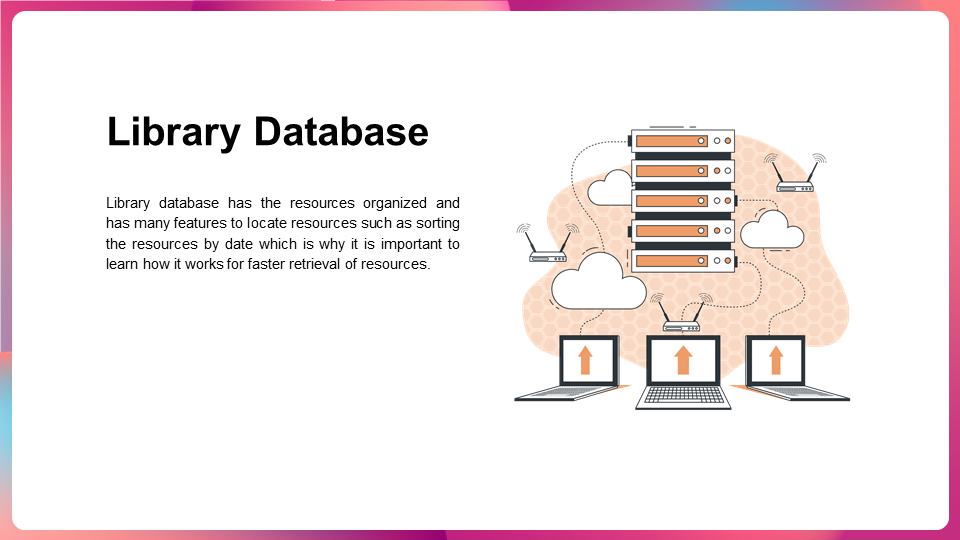 Library Database
Library database has the resources organized and
has many features to locate resources such as sorting
the resources by date which is why it is important to
learn how it works for faster retrieval of resources.